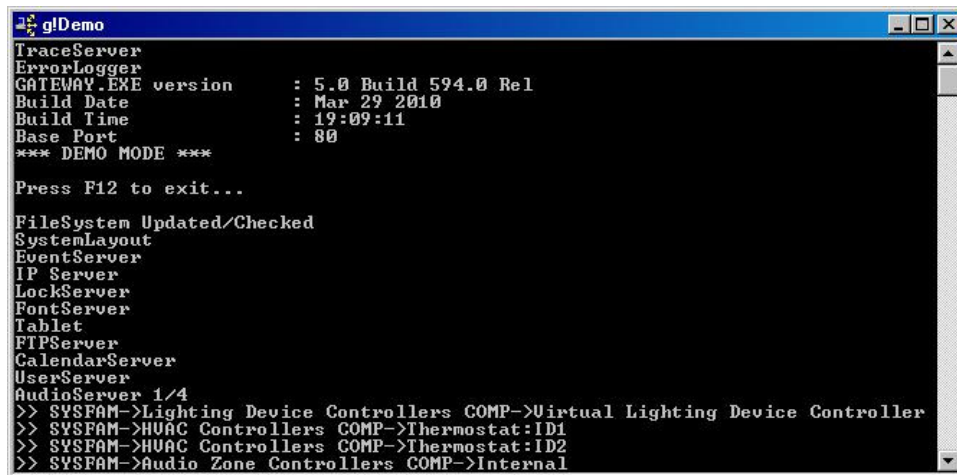 g!Demo
TraceServer
ErrorLogger
GATEWAY.EXE version : 5.0 Build 594.0 Rel
Build Date : Mar 29 2010
Build Time : 19:09:11
Base Port : 80
*** DEMO MODE ***
Press F12 to exit...
FileSystem Updated/Checked
SystemLayout
EventServer
IP Server
LockServer
FontServer
Tablet
FTPServer
CalendarServer
UserServer
AudioServer 1/4
>> SYSFAM->Lighting Device Controllers COMP->Virtual Lighting Device Controller
>> SYSFAM->HVAC Controllers COMP->Thermostat:ID1
>> SYSFAM->HVAC Controllers COMP->Thermostat:ID2
>> SYSFAM->Audio Zone Controllers COMP->Internal